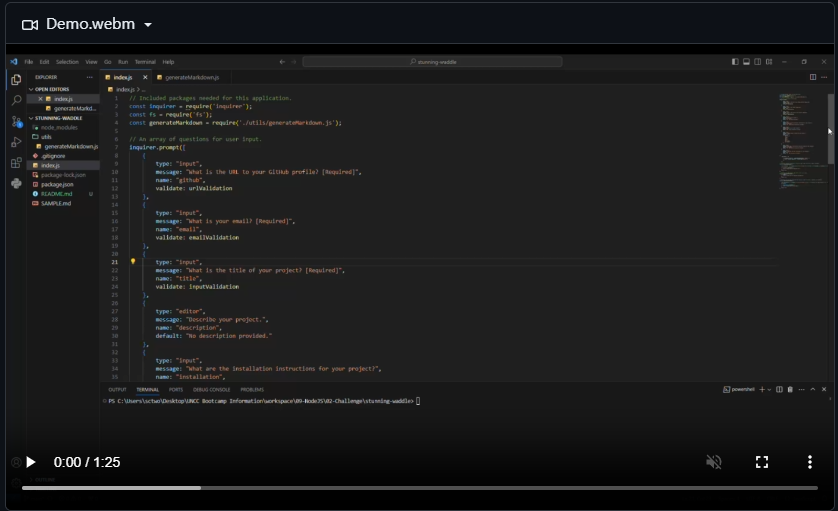 Demo.webm
File Edit Selection View Go Run Terminal Help
stunning-waddle
EXPLORER
index.js
generateMarkdown.js
OPEN EDITORS
index.js
generateMarkd...
STUNNING-WADDLE
node_modules
utils
generateMarkdown.js
.gitignore
index.js
package-lock.json
package.json
README.md M
SAMPLE.md
index.js > ...
1 // Included packages needed for this application.
2 const inquirer = require('inquirer');
3 const fs = require('fs');
4 const generateMarkdown = require('./utils/generateMarkdown.js');
5
6 // An array of questions for user input.
7 inquirer.prompt([
8 {
9 type: "input",
10 message: "What is the URL to your GitHub profile? [Required]",
11 name: "github",
12 validate: urlValidation
13 },
14 {
15 type: "input",
16 message: "What is your email? [Required]",
17 name: "email",
18 validate: emailValidation
19 },
20 {
21 type: "input",
22 message: "What is the title of your project? [Required]",
23 name: "title",
24 validate: inputValidation
25 },
26 {
27 type: "editor",
28 message: "Describe your project.",
29 name: "description",
30 default: "No description provided."
31 },
32 {
33 type: "input",
34 message: "What are the installation instructions for your project?",
35 name: "installation",
OUTPUT TERMINAL PORTS DEBUG CONSOLE PROBLEMS
powershell
PS C:\Users\sctwo\Desktop\UNCC Bootcamp Information\workspace\09-NodeJS\02-Challenge\stunning-waddle>
0:00 / 1:25